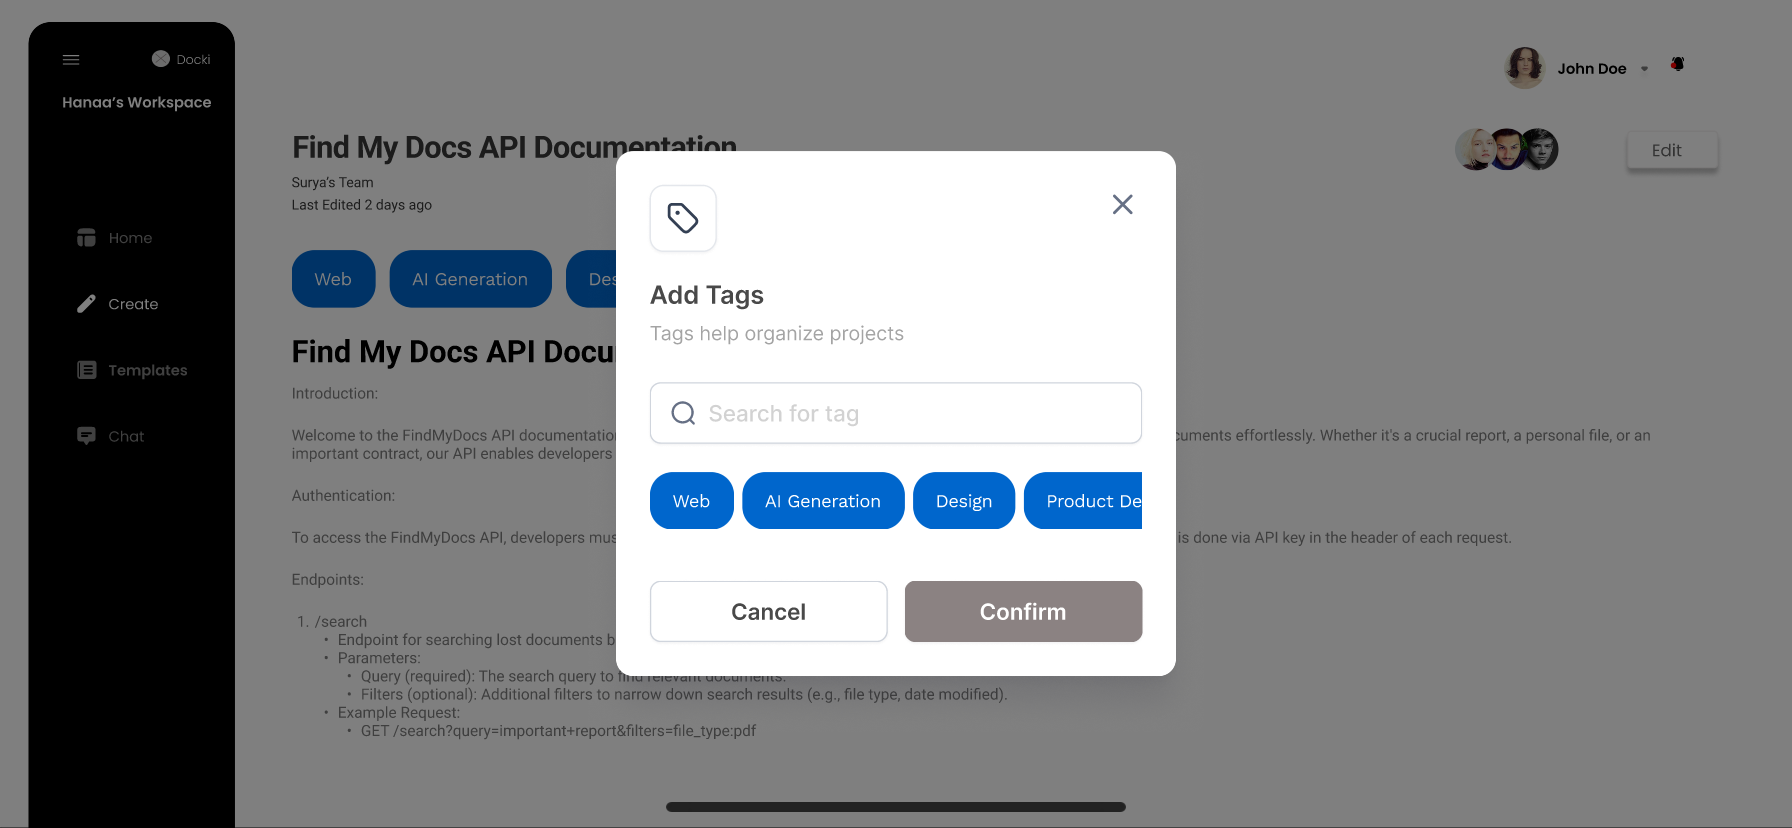 Docki
Hanaa's Workspace
Home
Create
Templates
Chat
John Doe
Find My Docs API Documentation
Surya's Team
Last Edited 2 days ago
Edit
Web
AI Generation
Des
Find My Docs API Docu
Introduction:
Welcome to the FindMyDocs API documentation
cuments effortlessly. Whether it's a crucial report, a personal file, or an
important contract, our API enables developers
Authentication:
To access the FindMyDocs API, developers mus
is done via API key in the header of each request.
Endpoints:
1. /search
• Endpoint for searching lost documents b
• Parameters:
• Query (required): The search query to find relevant documents.
• Filters (optional): Additional filters to narrow down search results (e.g., file type, date modified).
• Example Request:
• GET /search?query=important+report&filters=file_type:pdf
Add Tags
Tags help organize projects
Search for tag
Web
AI Generation
Design
Product De
Cancel
Confirm